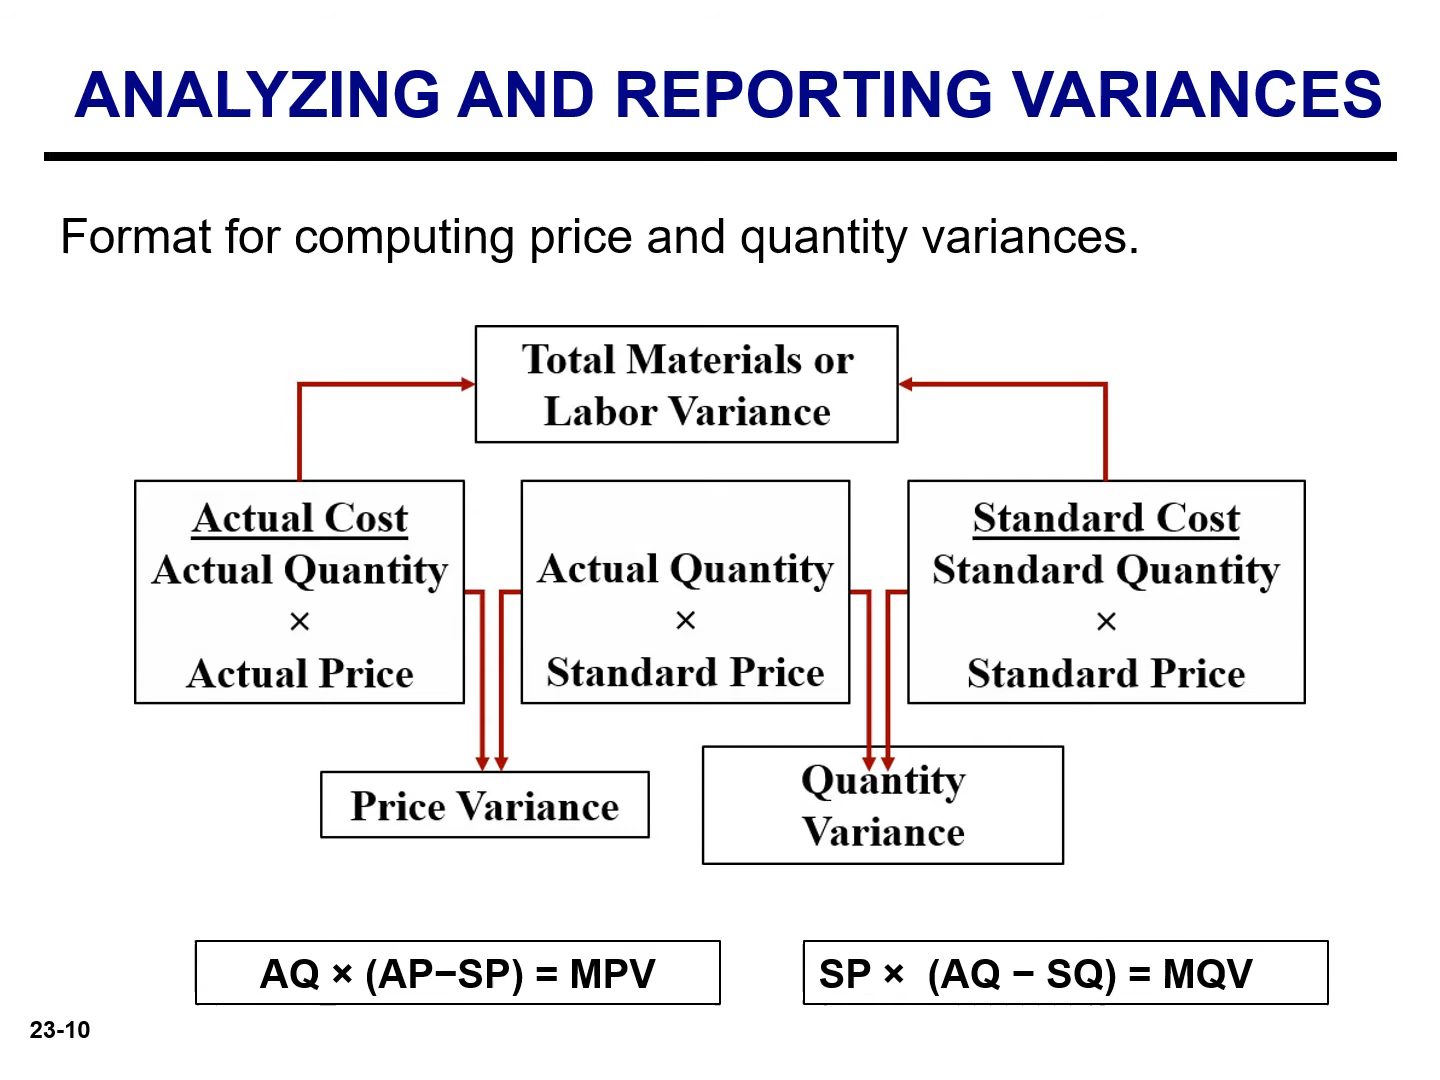 ANALYZING AND REPORTING VARIANCES
Format for computing price and quantity variances.
Total Materials or
Labor Variance
Actual Cost
Actual Quantity
×
Actual Price
Actual Quantity
×
Standard Price
Standard Cost
Standard Quantity
×
Standard Price
Price Variance
Quantity
Variance
AQ × (AP−SP) = MPV
SP × (AQ − SQ) = MQV
23-10